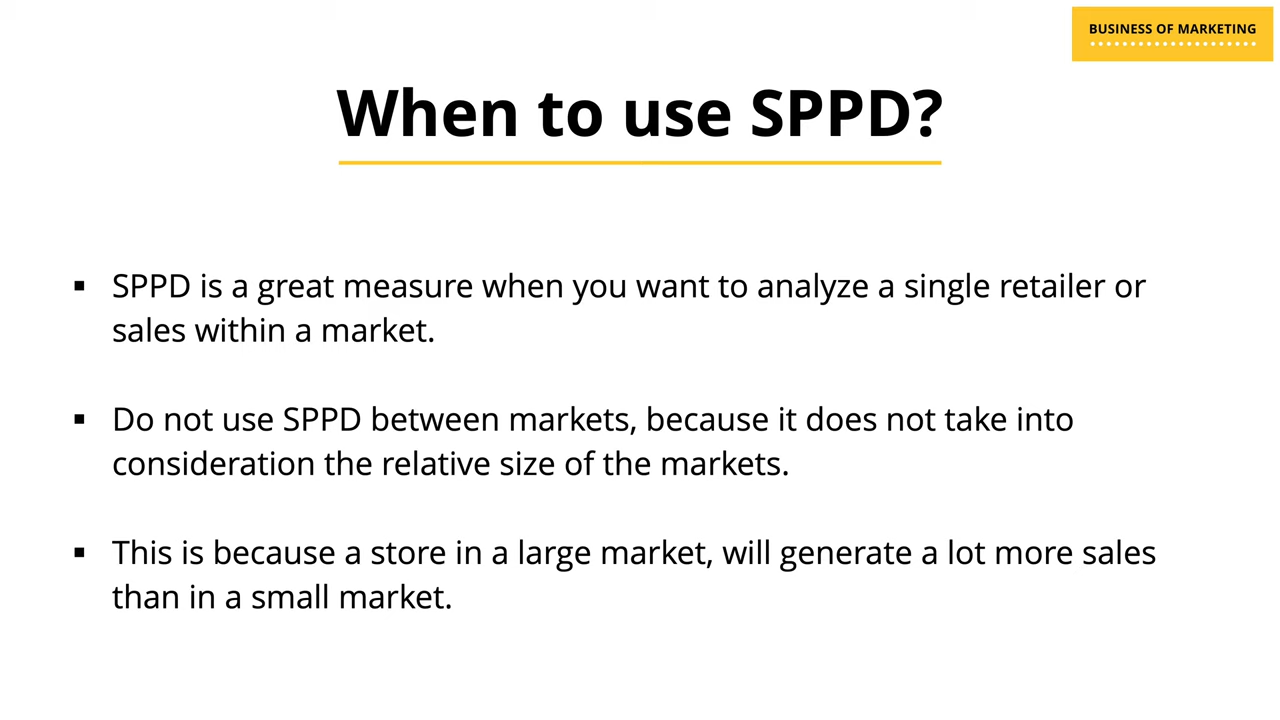 BUSINESS OF MARKETING
When to use SPPD?
▪ SPPD is a great measure when you want to analyze a single retailer or
sales within a market.
▪ Do not use SPPD between markets, because it does not take into
consideration the relative size of the markets.
▪ This is because a store in a large market, will generate a lot more sales
than in a small market.